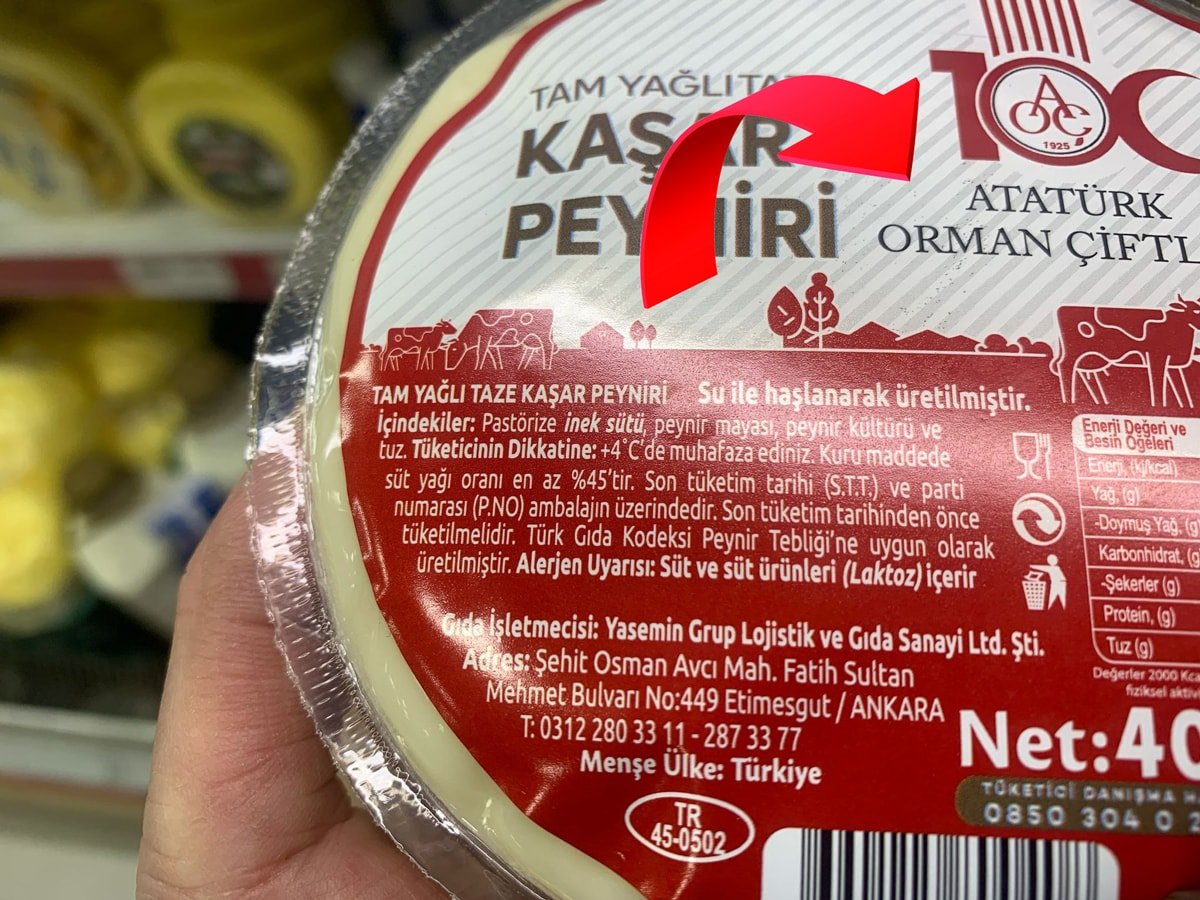 TAM YAĞLI
KAŞAR
PEYNİRİ
100
AOÇ
1925
ATATÜRK
ORMAN
TAM YAĞLI TAZE KAŞAR PEYNİRİ
Su ile haşlanarak üretilmiştir.
İçindekiler: Pastörize inek sütü, peynir mayası, peynir kültürü ve
tuz. Tüketicinin Dikkatine: +4°C'de muhafaza ediniz. Kuru maddede
süt yağı oranı en az %45'tir. Son tüketim tarihi (S.T.T.) ve parti
numarası (P.NO) ambalajın üzerindedir. Son tüketim tarihinden önce
tüketilmelidir. Türk Gıda Kodeksi Peynir Tebliği'ne uygun olarak
üretilmiştir. Alerjen Uyarısı: Süt ve süt ürünleri (Laktoz) içerir
Gıda İşletmecisi: Yasemin Grup Lojistik ve Gıda Sanayi Ltd. Şti.
Adres: Şehit Osman Avcı Mah. Fatih Sultan
Mehmet Bulvarı No:449 Etimesgut / ANKARA
T: 0312 280 33 11 - 287 33 77
Menşe Ülke: Türkiye
TR
45-0502
Enerji Değeri ve
Besin Öğeleri
Enerji, (kj/kcal)
Yağ, (g)
-Doymuş Yağ, (g
Karbonhidrat, (g
-Şekerler (g)
Protein, (g)
Tuz (g)
Değerler 2000
fiziksel
Net:
TÜKETİCİ DANIŞMA
0850 304 0